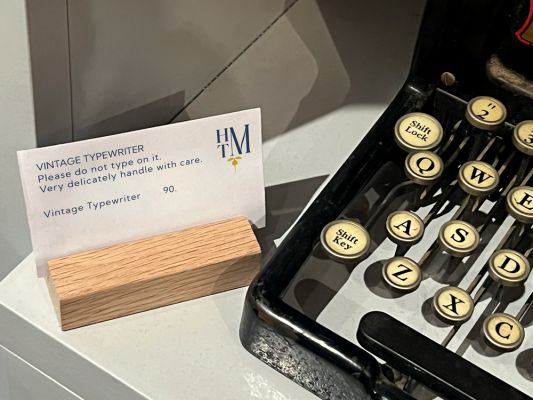 HTM
VINTAGE TYPEWRITER
Please do not type on it.
Very delicately handle with care.
Vintage Typewriter 90.
Shift Lock
" 2
3
Q
W
E
Shift Key
A
S
D
Z
X
C